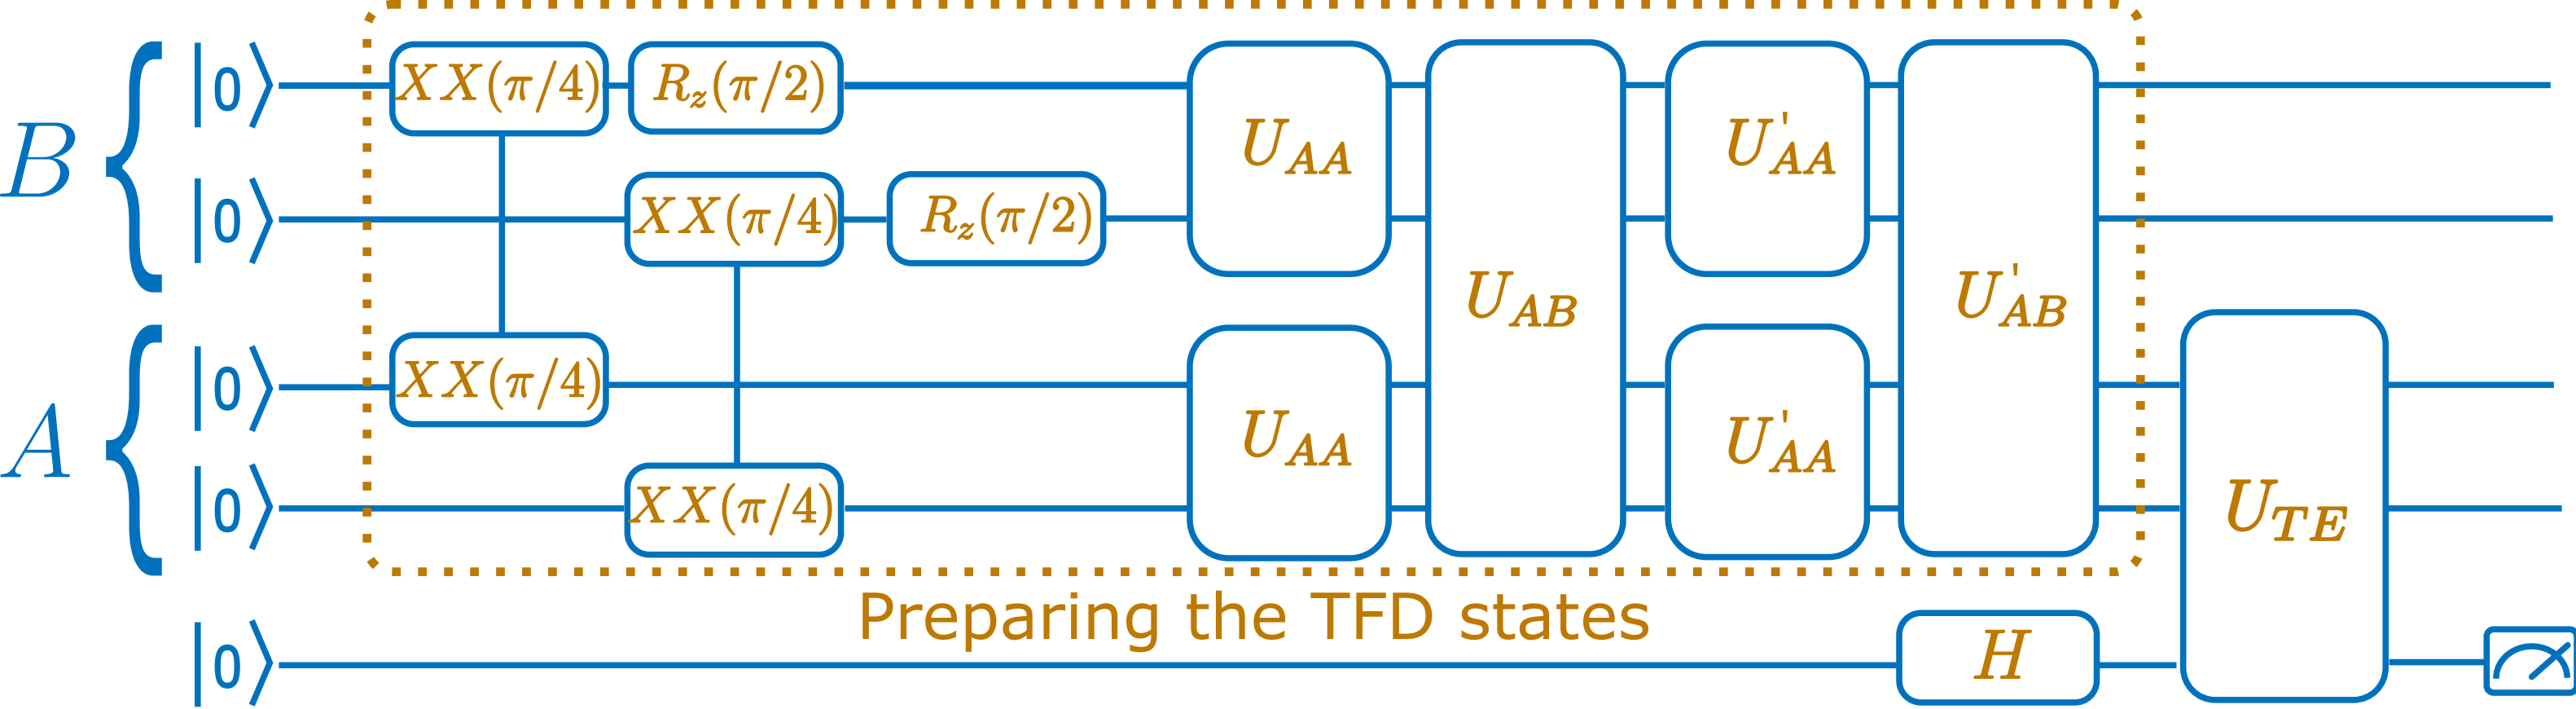 B |0⟩ XX(π/4) R_z(π/2) U_AA U_AB U'_AA U'_AB
|0⟩ XX(π/4) R_z(π/2)
A |0⟩ XX(π/4) U_AA U'_AA U_TE
|0⟩ XX(π/4)
Preparing the TFD states
|0⟩ H